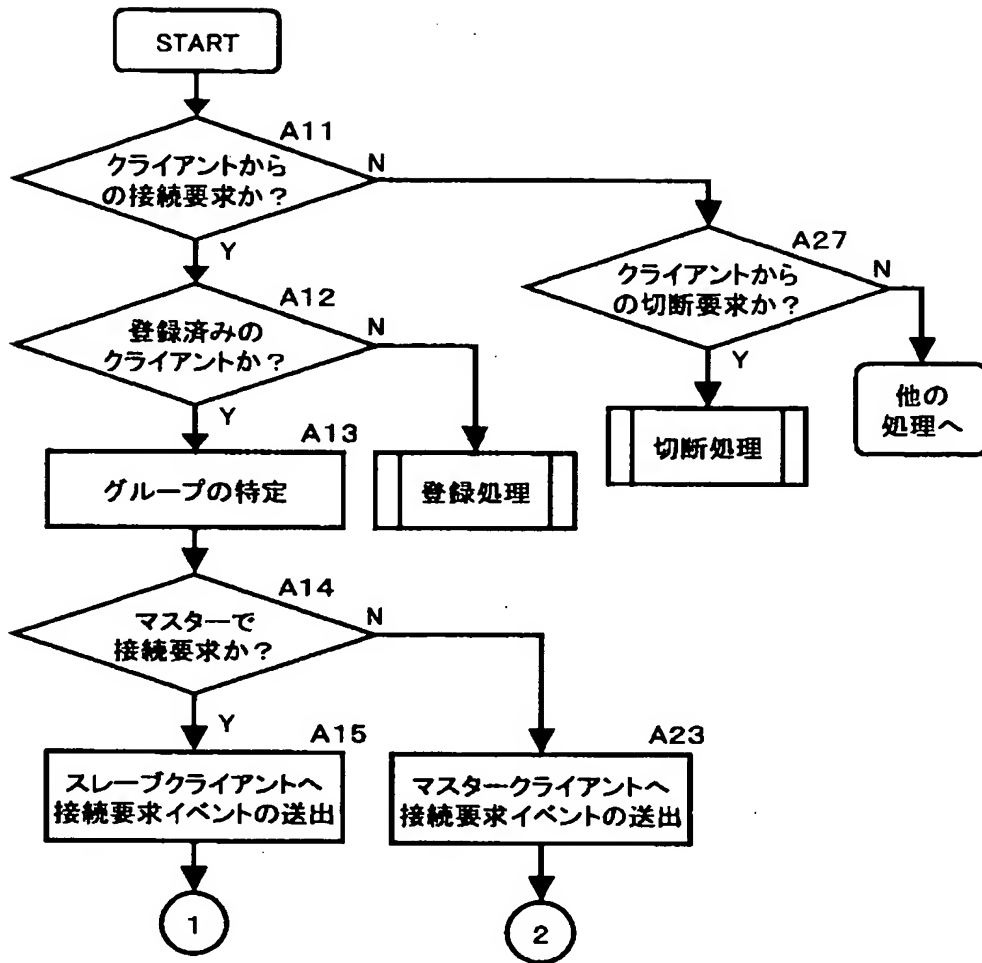 START
A11
クライアントから
の接続要求か？
N
Y
A27
クライアントから
の切断要求か？
N
Y
A12
登録済みの
クライアントか？
N
Y
他の
処理へ
切断処理
A13
グループの特定
登録処理
A14
マスターで
接続要求か？
N
Y
A15
スレーブクライアントへ
接続要求イベントの送出
A23
マスタークライアントへ
接続要求イベントの送出
1
2